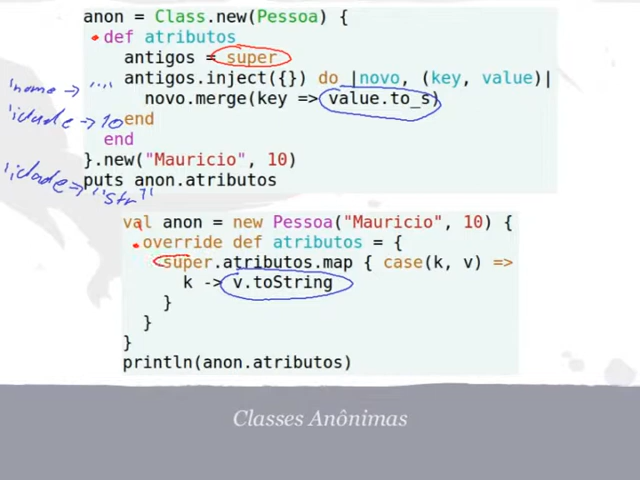 anon = Class.new(Pessoa) {
def atributos
antigos = super
antigos.inject({}) do |novo, (key, value)|
novo.merge(key => value.to_s)
end
end
}.new("Mauricio", 10)
puts anon.atributos
"nome → "..."
"idade → 10
"idade → "str"
val anon = new Pessoa("Mauricio", 10) {
override def atributos = {
super.atributos.map { case(k, v) =>
k -> v.toString
}
}
}
println(anon.atributos)
Classes Anônimas